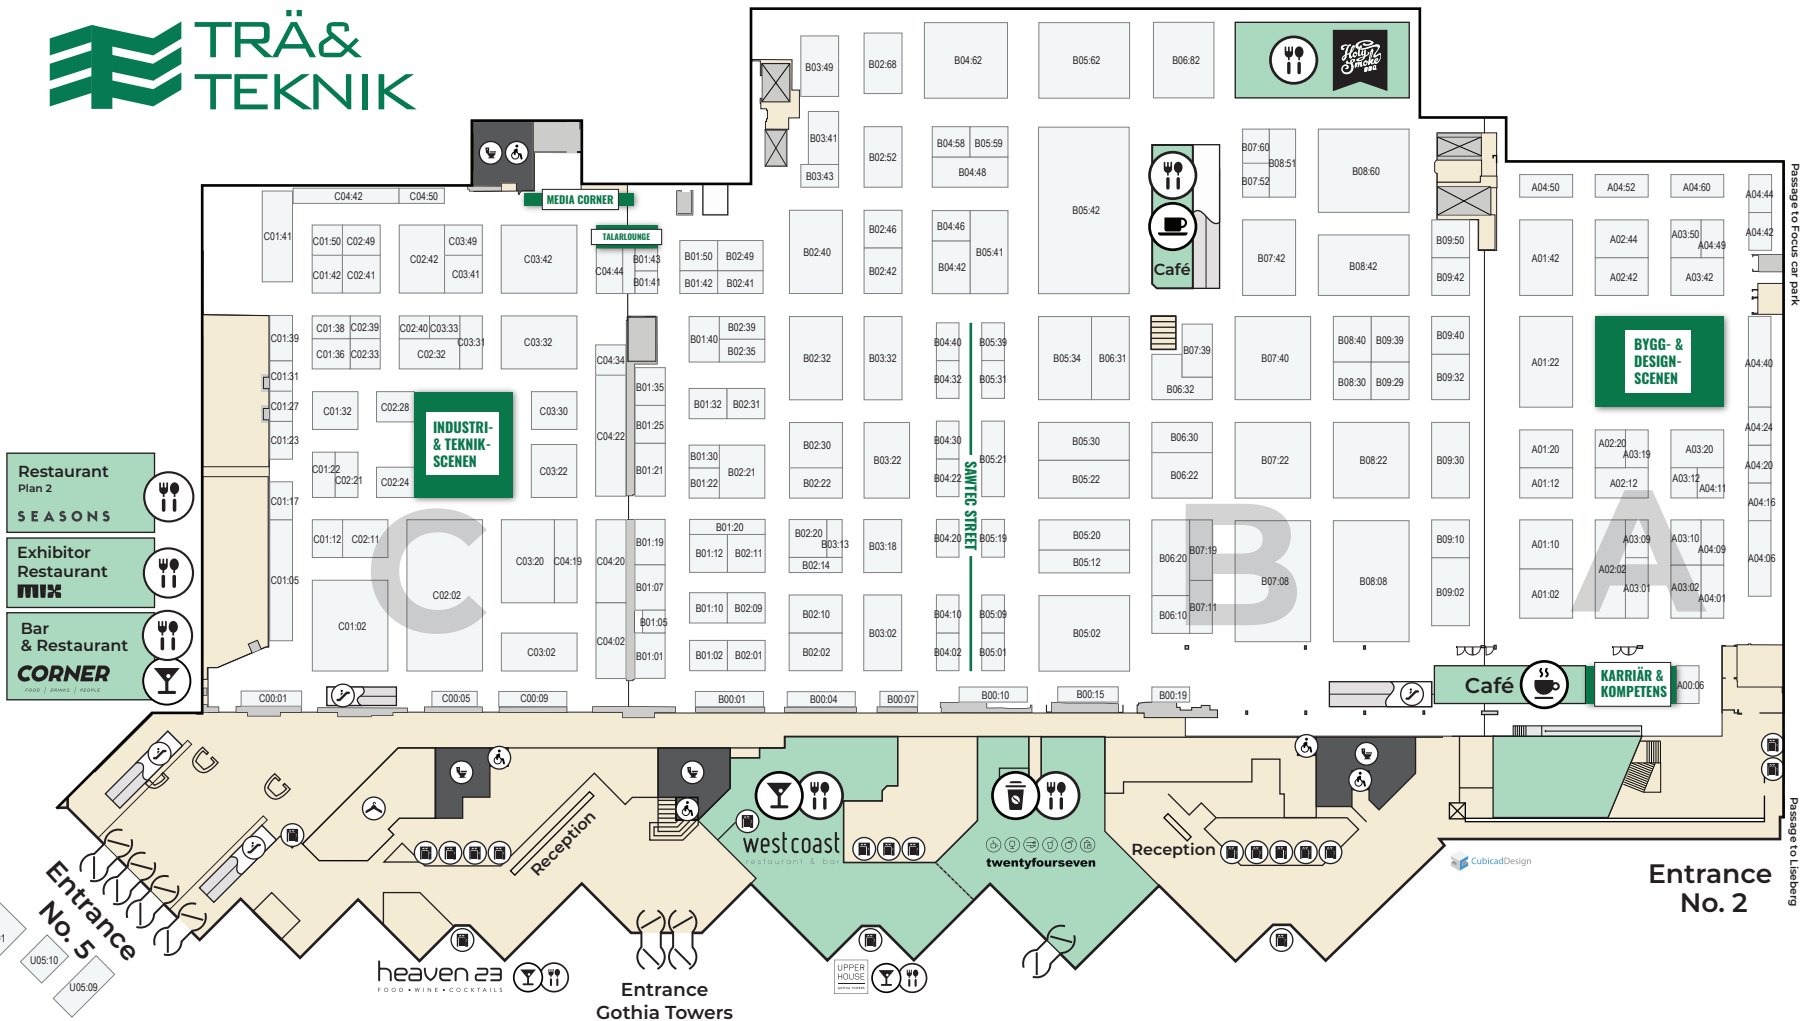 TRÄ&
TEKNIK
B03:49
B02:68
B04:62
B05:62
B06:82
Holy
Smoke
BBQ
B03:41
B03:43
B02:52
B04:58
B05:59
B04:48
B05:42
B07:60
B08:51
B07:52
B08:60
Café
C04:42
C04:50
MEDIA CORNER
TALARLOUNGE
A04:50
A04:52
A04:60
A04:44
A04:42
Passage to Focus car park
C01:41
C01:50
C02:49
C01:42
C02:41
C02:42
C03:49
C03:41
C03:42
C04:44
B01:43
B01:41
B01:50
B02:49
B01:42
B02:41
B02:40
B02:46
B02:42
B04:46
B04:42
B05:41
B07:42
B08:42
B09:50
B09:42
A01:42
A02:44
A02:42
A03:50
A04:49
A03:42
C01:39
C01:31
C01:27
C01:23
C01:38
C02:39
C01:36
C02:33
C02:40
C03:33
C03:31
C02:32
C03:32
C04:34
B01:40
B02:39
B02:35
B02:32
B03:32
B04:40
B05:39
B04:32
B05:31
B05:34
B06:31
B07:39
B06:32
B07:40
B08:40
B09:39
B08:30
B09:29
B09:40
B09:32
A01:22
BYGG- &
DESIGN-
SCENEN
A04:40
C01:32
C02:28
INDUSTRI-
& TEKNIK-
SCENEN
C03:30
C03:22
C04:22
B01:35
B01:25
B01:21
B01:32
B02:31
C01:22
C02:21
C02:24
B01:30
B01:22
B02:21
B02:30
B02:22
B03:22
B04:30
B05:21
B04:22
SAWTEC STREET
B05:30
B05:22
B06:30
B06:22
B07:22
B08:22
B09:30
A01:20
A01:12
A02:20
A03:19
A02:12
A03:20
A03:12
A04:11
A04:24
A04:20
A04:16
A04:06
Restaurant
Plan 2
SEASONS
Exhibitor
Restaurant
mix
Bar
& Restaurant
CORNER
FOOD | DRINKS | PEOPLE
C01:17
C01:05
C01:12
C02:11
C
C02:02
C01:02
C03:20
C04:19
C03:02
C04:20
C04:02
B01:19
B01:07
B01:05
B01:01
B01:20
B01:12
B02:11
B01:10
B02:09
B01:02
B02:01
B02:20
B03:13
B02:14
B02:10
B02:02
B03:18
B03:02
B04:20
B05:19
B04:10
B05:09
B04:02
B05:01
B05:20
B05:12
B05:02
B
B06:20
B07:19
B06:10
B07:11
B07:08
B08:08
B09:10
B09:02
A
A01:10
A01:02
A03:09
A02:02
A03:01
A03:10
A04:09
A03:02
A04:01
C00:01
C00:05
C00:09
B00:01
B00:04
B00:07
B00:10
B00:15
B00:19
Café
KARRIÄR &
KOMPETENS
A00:06
Reception
westcoast
restaurant & bar
twentyfourseven
Reception
CubicadDesign
Entrance
No. 2
Passage to Liseberg
Entrance
No. 5
U05:10
U05:09
heaven 23
FOOD • WINE • COCKTAILS
Entrance
Gothia Towers
UPPER
HOUSE
GOTHIA TOWERS